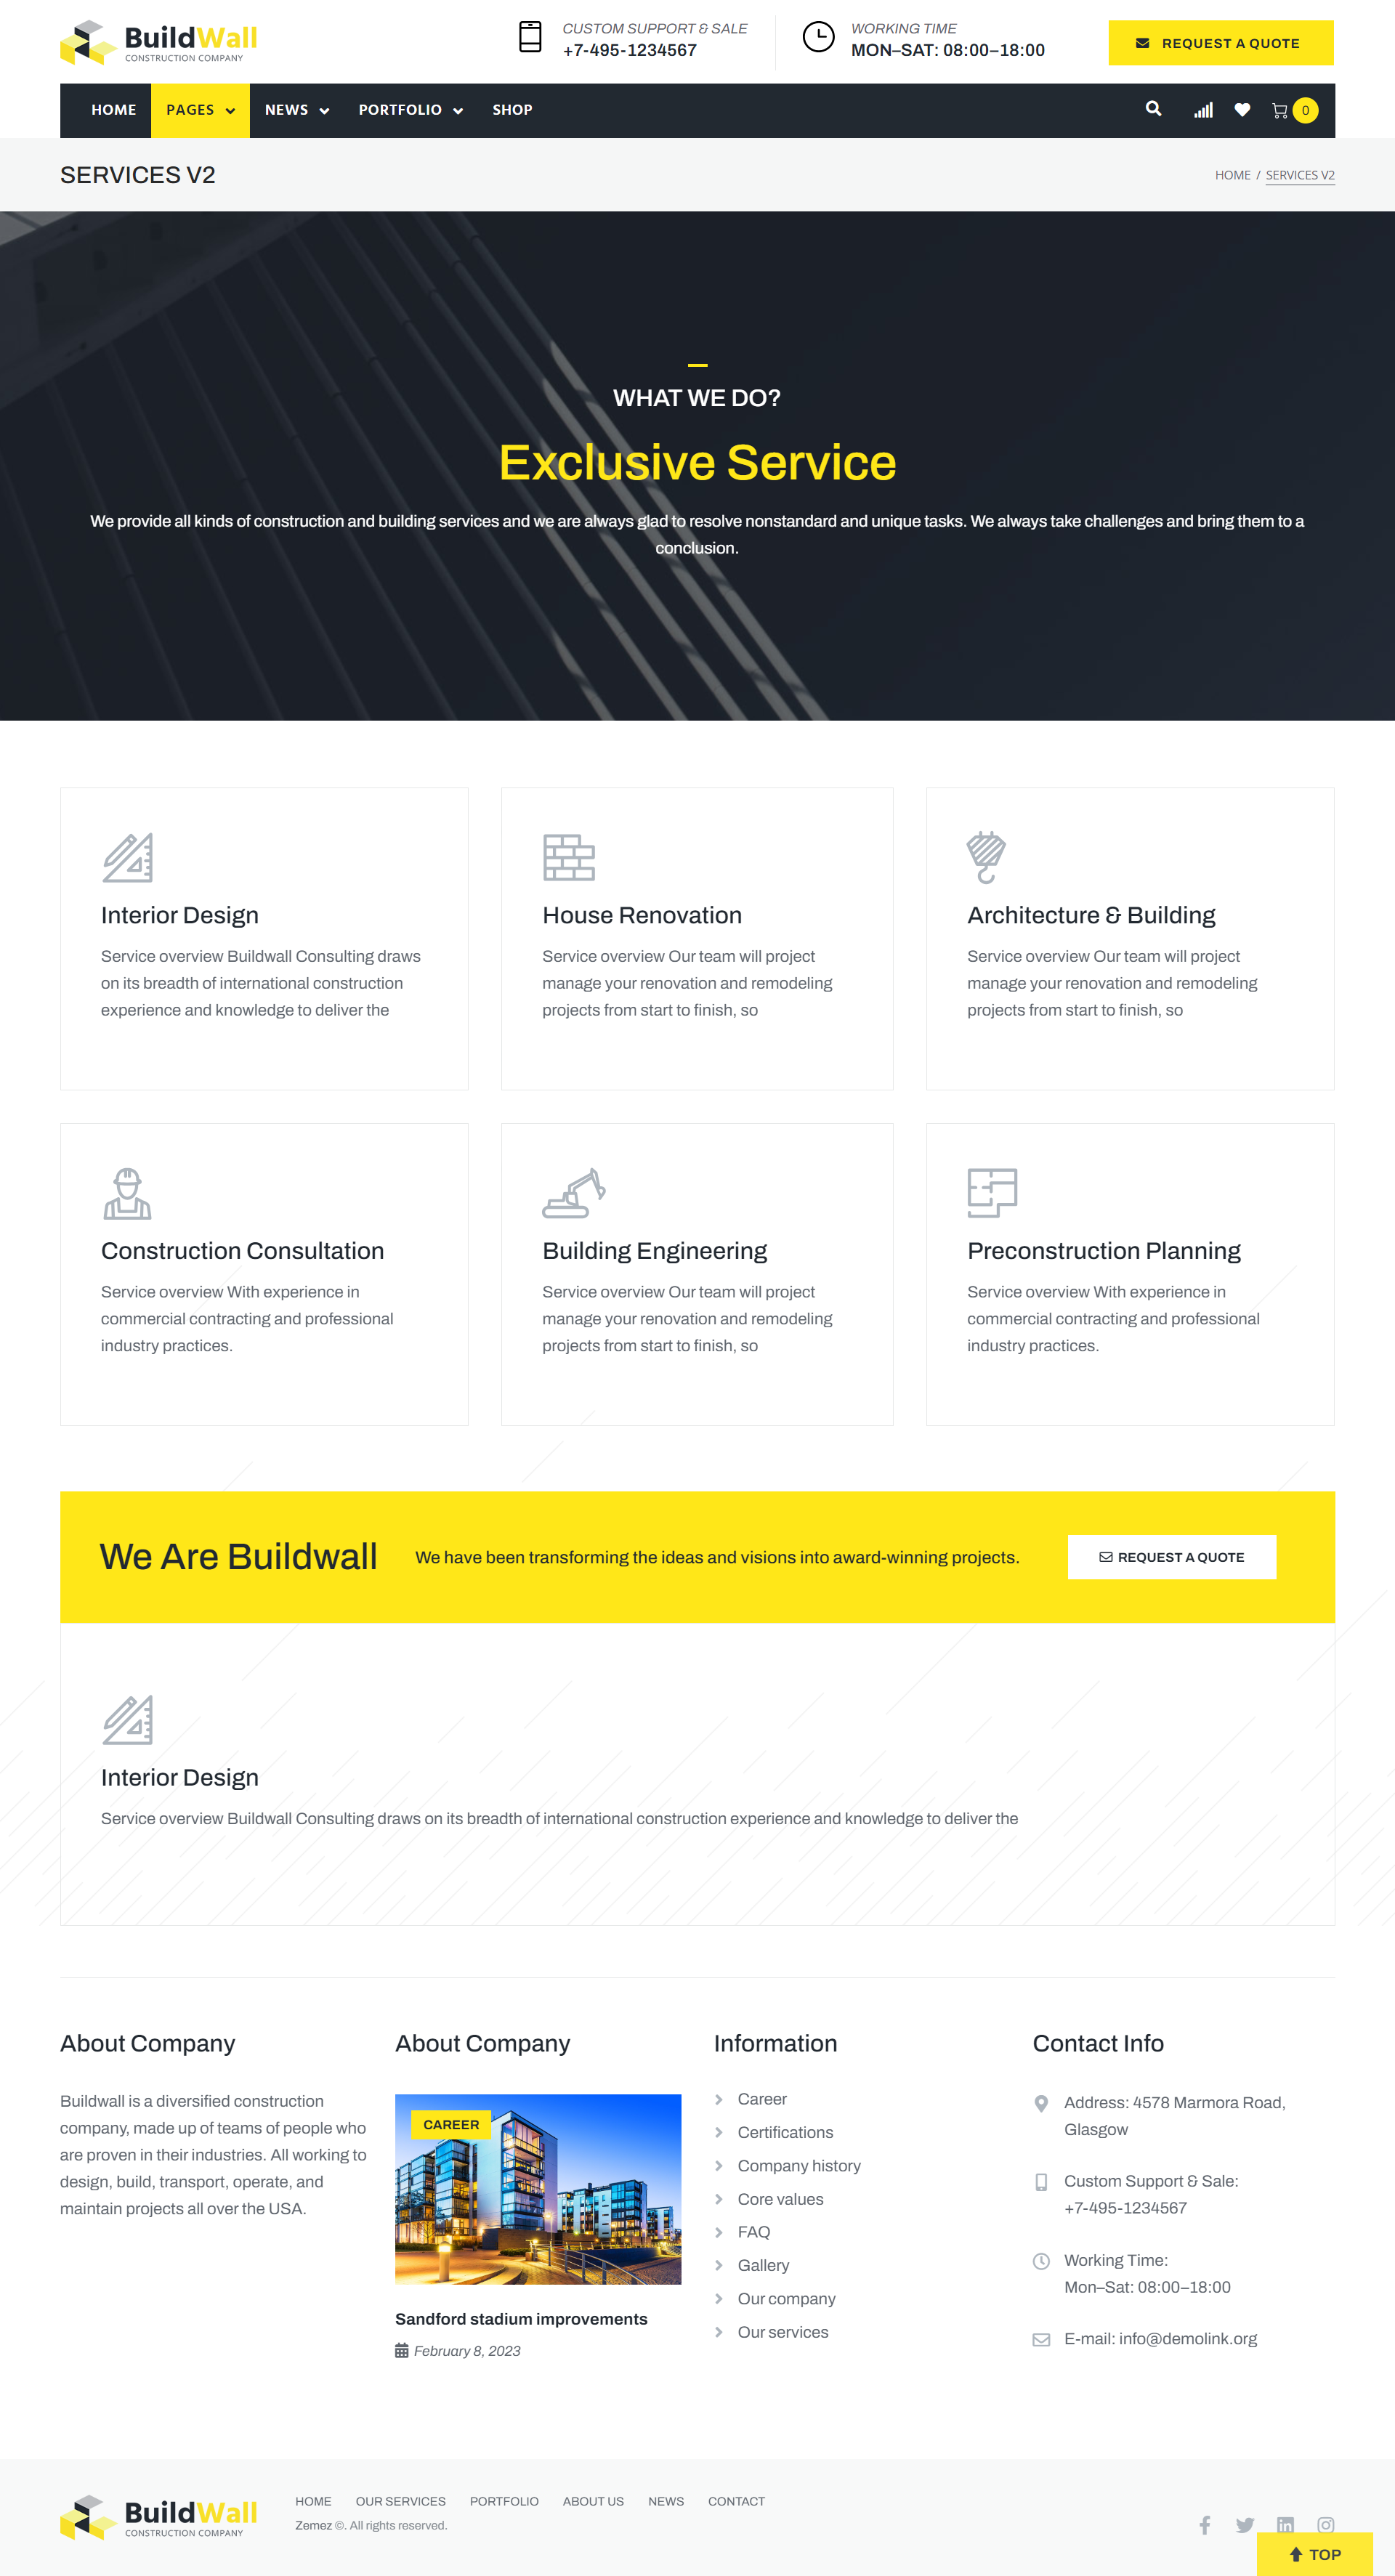 BuildWall
CONSTRUCTION COMPANY
CUSTOM SUPPORT & SALE
+7-495-1234567
WORKING TIME
MON–SAT: 08:00–18:00
REQUEST A QUOTE
HOME
PAGES
NEWS
PORTFOLIO
SHOP
0
SERVICES V2
HOME / SERVICES V2
WHAT WE DO?
Exclusive Service
We provide all kinds of construction and building services and we are always glad to resolve nonstandard and unique tasks. We always take challenges and bring them to a
conclusion.
Interior Design
Service overview Buildwall Consulting draws
on its breadth of international construction
experience and knowledge to deliver the
House Renovation
Service overview Our team will project
manage your renovation and remodeling
projects from start to finish, so
Architecture & Building
Service overview Our team will project
manage your renovation and remodeling
projects from start to finish, so
Construction Consultation
Service overview With experience in
commercial contracting and professional
industry practices.
Building Engineering
Service overview Our team will project
manage your renovation and remodeling
projects from start to finish, so
Preconstruction Planning
Service overview With experience in
commercial contracting and professional
industry practices.
We Are Buildwall
We have been transforming the ideas and visions into award-winning projects.
REQUEST A QUOTE
Interior Design
Service overview Buildwall Consulting draws on its breadth of international construction experience and knowledge to deliver the
About Company
Buildwall is a diversified construction
company, made up of teams of people who
are proven in their industries. All working to
design, build, transport, operate, and
maintain projects all over the USA.
About Company
CAREER
Sandford stadium improvements
February 8, 2023
Information
Career
Certifications
Company history
Core values
FAQ
Gallery
Our company
Our services
Contact Info
Address: 4578 Marmora Road,
Glasgow
Custom Support & Sale:
+7-495-1234567
Working Time:
Mon–Sat: 08:00–18:00
E-mail: info@demolink.org
BuildWall
CONSTRUCTION COMPANY
HOME
OUR SERVICES
PORTFOLIO
ABOUT US
NEWS
CONTACT
Zemez ©. All rights reserved.
TOP